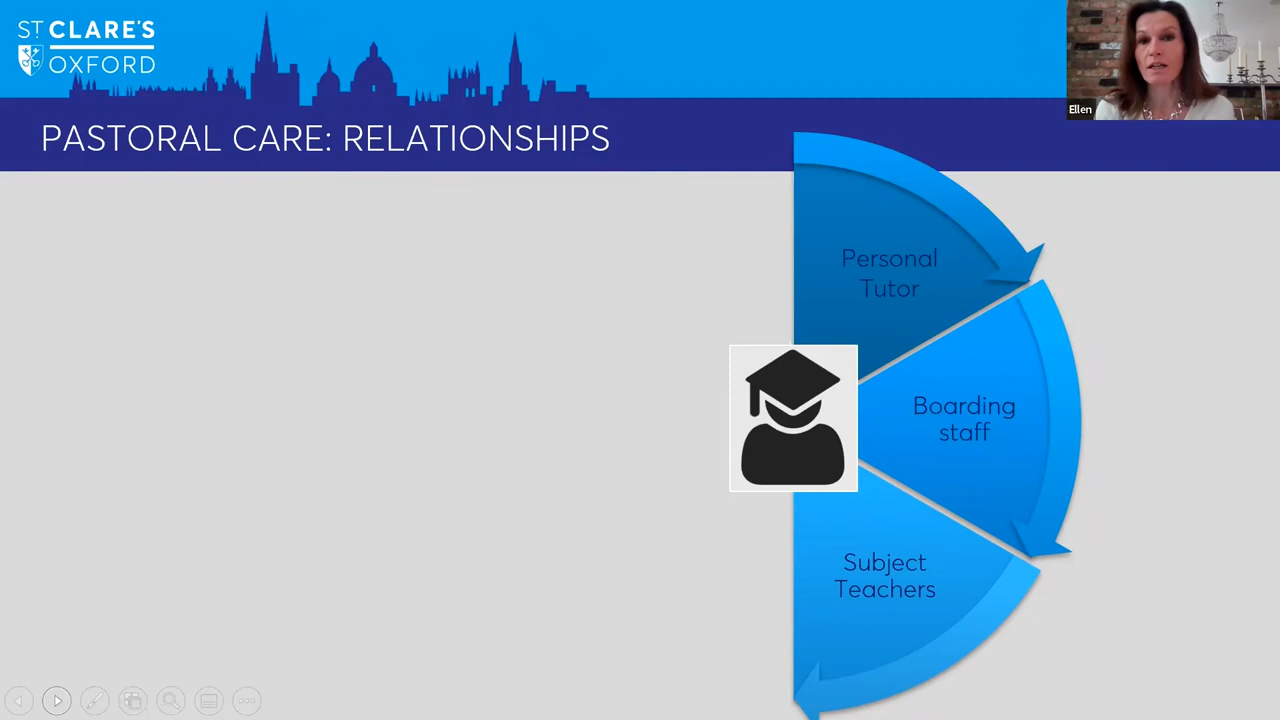 ST CLARE'S
OXFORD
Ellen
PASTORAL CARE: RELATIONSHIPS
Personal
Tutor
Boarding
staff
Subject
Teachers